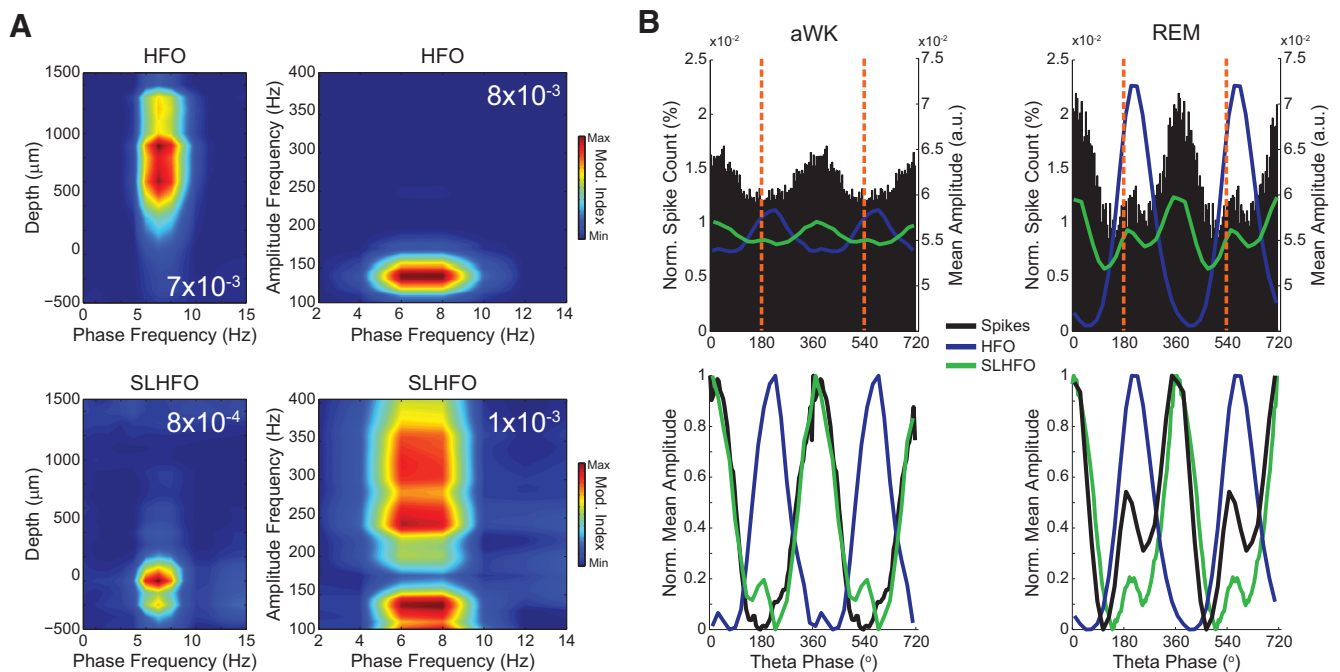 A
HFO
1500
1000
500
0
−500
Depth (µm)
7x10-3
0 5 10 15
Phase Frequency (Hz)
HFO
400
350
300
250
200
150
100
Amplitude Frequency (Hz)
8x10-3
2 4 6 8 10 12 14
Phase Frequency (Hz)
Max
Mod. Index
Min
SLHFO
1500
1000
500
0
−500
Depth (µm)
8x10-4
0 5 10 15
Phase Frequency (Hz)
SLHFO
400
350
300
250
200
150
100
Amplitude Frequency (Hz)
1x10-3
2 4 6 8 10 12 14
Phase Frequency (Hz)
Max
Mod. Index
Min
B
aWK
x10-2
x10-2
2.5
2
1.5
1
0.5
0
Norm. Spike Count (%)
7.5
7
6.5
6
5.5
5
Mean Amplitude (a.u.)
0 180 360 540 720
REM
x10-2
x10-2
2.5
2
1.5
1
0.5
0
Norm. Spike Count (%)
7.5
7
6.5
6
5.5
5
Mean Amplitude (a.u.)
0 180 360 540 720
Spikes
HFO
SLHFO
1
0.8
0.6
0.4
0.2
0
Norm. Mean Amplitude
0 180 360 540 720
Theta Phase (o)
1
0.8
0.6
0.4
0.2
0
Norm. Mean Amplitude
0 180 360 540 720
Theta Phase (o)